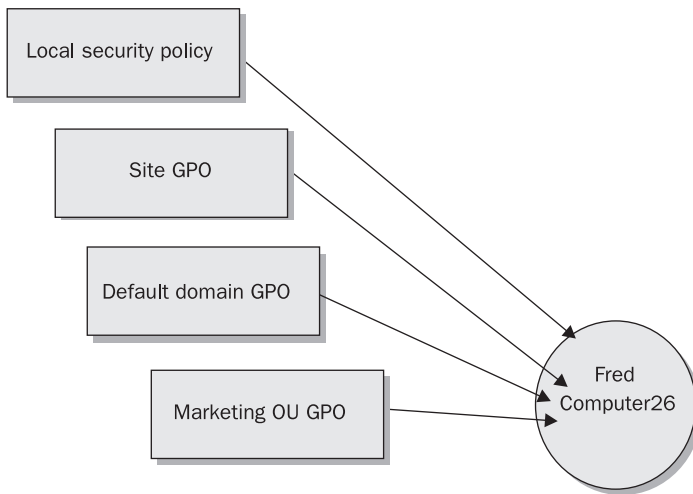 Local security policy
Site GPO
Default domain GPO
Marketing OU GPO
Fred
Computer26